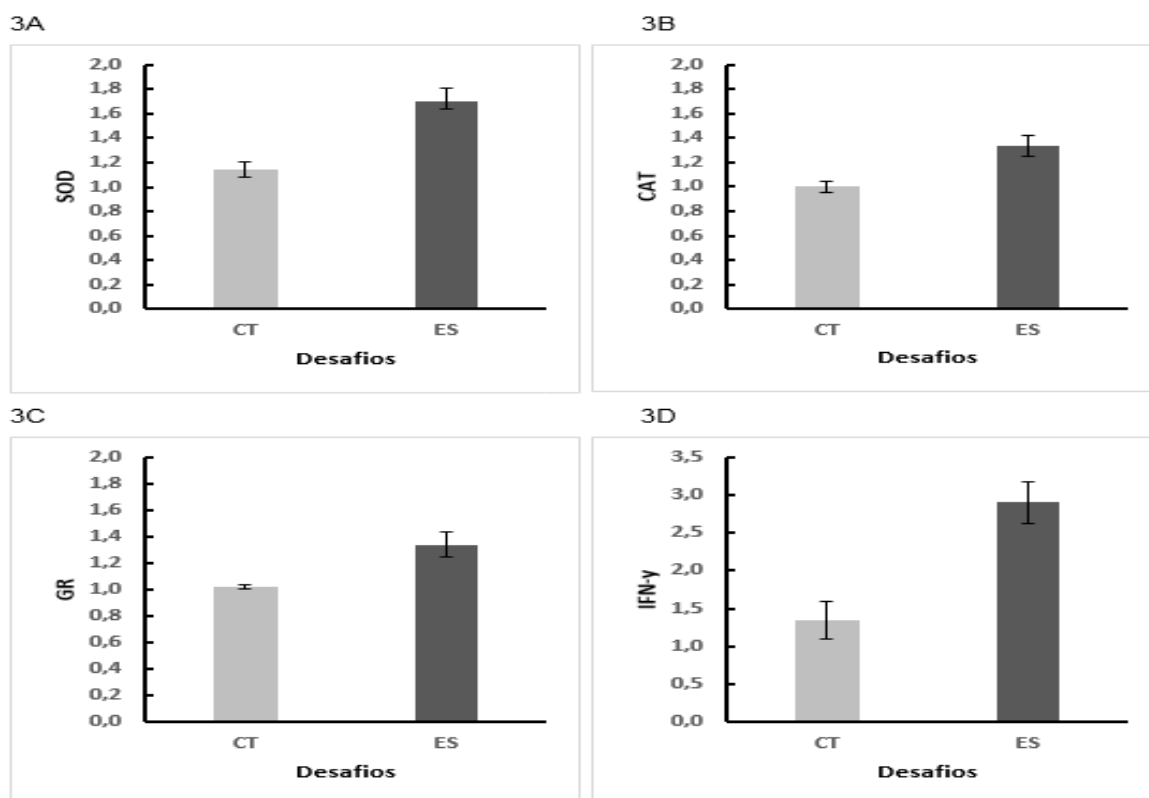 3A
2,0
1,8
1,6
1,4
1,2
1,0
0,8
0,6
0,4
0,2
0,0
SOD
CT ES
Desafios
3B
2,0
1,8
1,6
1,4
1,2
1,0
0,8
0,6
0,4
0,2
0,0
CAT
CT ES
Desafios
3C
2,0
1,8
1,6
1,4
1,2
1,0
0,8
0,6
0,4
0,2
0,0
GR
CT ES
Desafios
3D
3,5
3,0
2,5
2,0
1,5
1,0
0,5
0,0
IFN-y
CT ES
Desafios